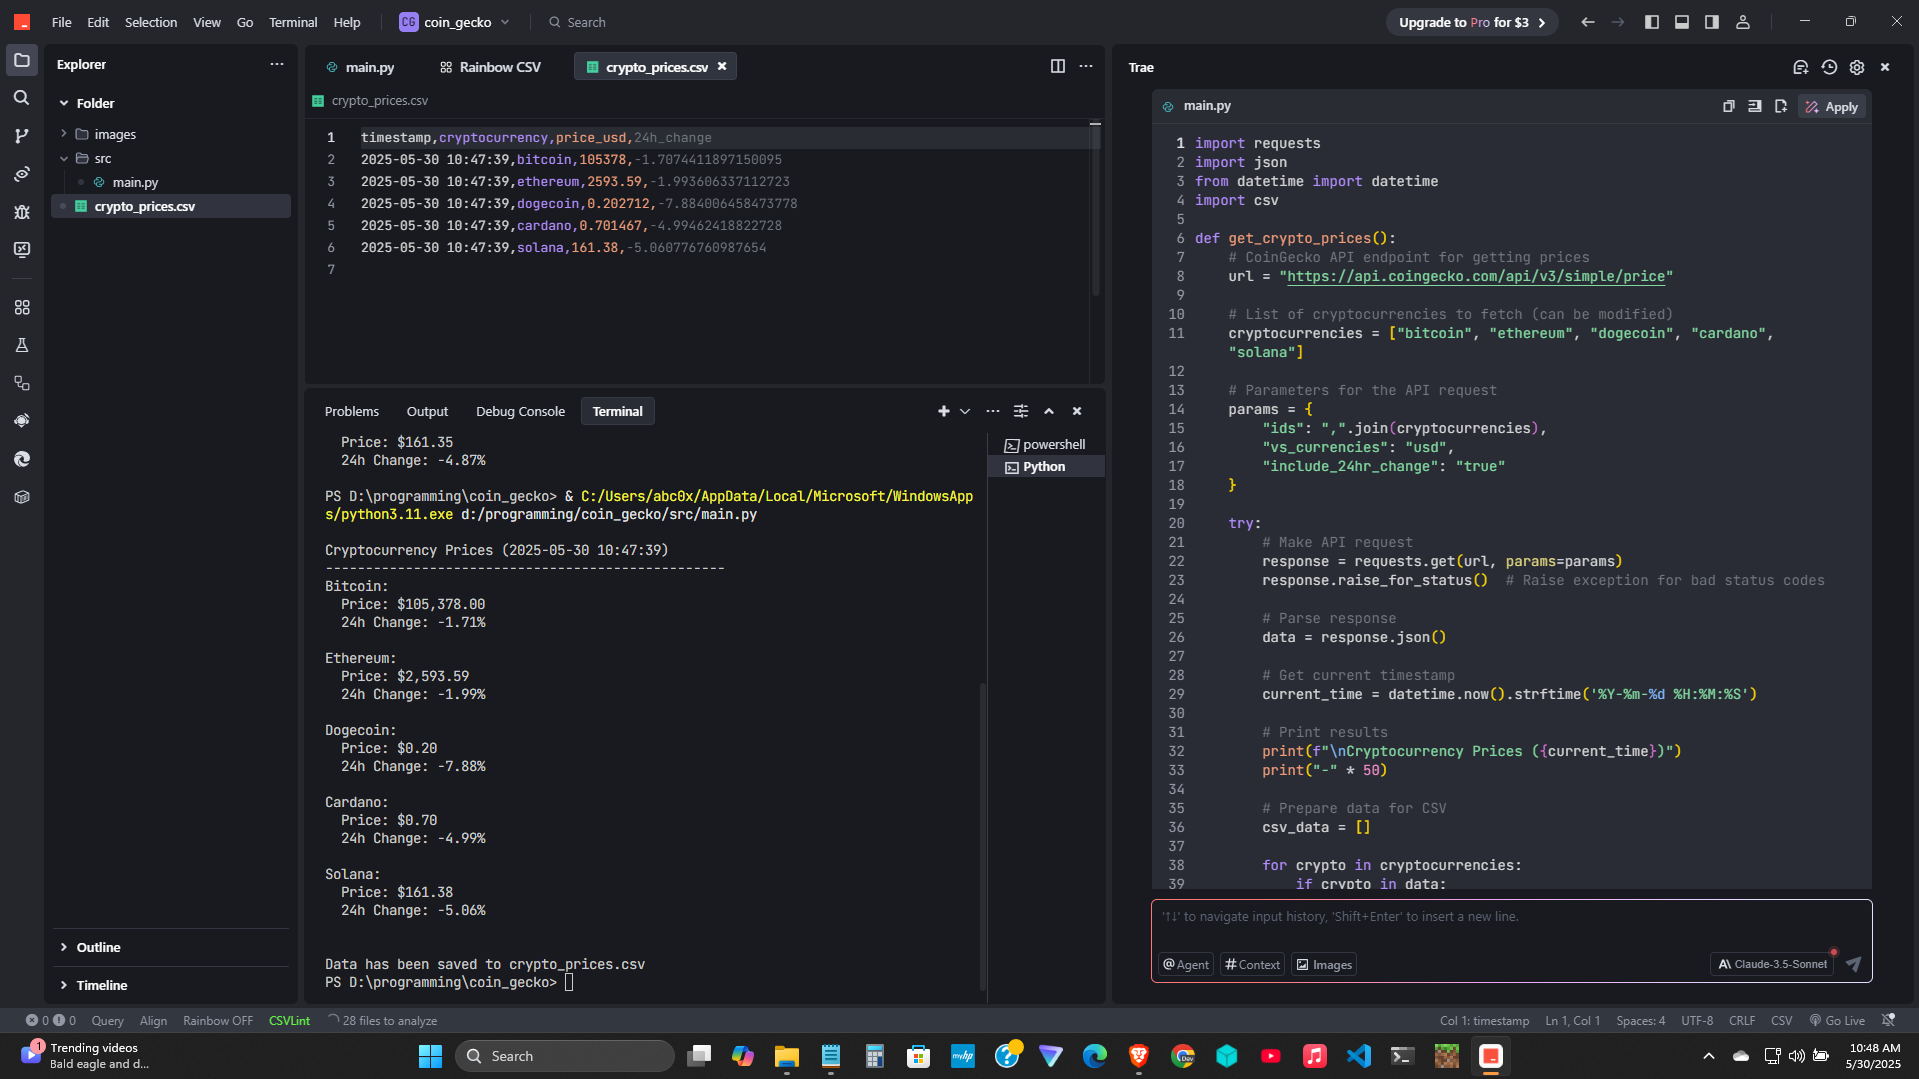 File Edit Selection View Go Terminal Help
CG coin_gecko
Search
Upgrade to Pro for $3
Explorer
Folder
images
src
main.py
crypto_prices.csv
Outline
Timeline
main.py
Rainbow CSV
crypto_prices.csv
crypto_prices.csv
1 timestamp,cryptocurrency,price_usd,24h_change
2 2025-05-30 10:47:39,bitcoin,105378,-1.7074411897150095
3 2025-05-30 10:47:39,ethereum,2593.59,-1.993606337112723
4 2025-05-30 10:47:39,dogecoin,0.202712,-7.884006458473778
5 2025-05-30 10:47:39,cardano,0.701467,-4.99462418822728
6 2025-05-30 10:47:39,solana,161.38,-5.060776760987654
7
Problems Output Debug Console Terminal
Price: $161.35
24h Change: -4.87%
PS D:\programming\coin_gecko> & C:/Users/abc0x/AppData/Local/Microsoft/WindowsApp
s/python3.11.exe d:/programming/coin_gecko/src/main.py
Cryptocurrency Prices (2025-05-30 10:47:39)
--------------------------------------------------
Bitcoin:
Price: $105,378.00
24h Change: -1.71%
Ethereum:
Price: $2,593.59
24h Change: -1.99%
Dogecoin:
Price: $0.20
24h Change: -7.88%
Cardano:
Price: $0.70
24h Change: -4.99%
Solana:
Price: $161.38
24h Change: -5.06%
Data has been saved to crypto_prices.csv
PS D:\programming\coin_gecko>
powershell
Python
Trae
main.py
Apply
1 import requests
2 import json
3 from datetime import datetime
4 import csv
5
6 def get_crypto_prices():
7 # CoinGecko API endpoint for getting prices
8 url = "https://api.coingecko.com/api/v3/simple/price"
9
10 # List of cryptocurrencies to fetch (can be modified)
11 cryptocurrencies = ["bitcoin", "ethereum", "dogecoin", "cardano",
"solana"]
12
13 # Parameters for the API request
14 params = {
15 "ids": ",".join(cryptocurrencies),
16 "vs_currencies": "usd",
17 "include_24hr_change": "true"
18 }
19
20 try:
21 # Make API request
22 response = requests.get(url, params=params)
23 response.raise_for_status() # Raise exception for bad status codes
24
25 # Parse response
26 data = response.json()
27
28 # Get current timestamp
29 current_time = datetime.now().strftime('%Y-%m-%d %H:%M:%S')
30
31 # Print results
32 print(f"\nCryptocurrency Prices ({current_time})")
33 print("-" * 50)
34
35 # Prepare data for CSV
36 csv_data = []
37
38 for crypto in cryptocurrencies:
39 if crypto in data:
'↑↓' to navigate input history, 'Shift+Enter' to insert a new line.
@ Agent # Context Images
A\ Claude-3.5-Sonnet
0 0 Query Align Rainbow OFF CSVLint 28 files to analyze
Col 1: timestamp Ln 1, Col 1 Spaces: 4 UTF-8 CRLF CSV Go Live
1
Trending videos
Bald eagle and d...
Search
myhp
Dev
10:48 AM
5/30/2025